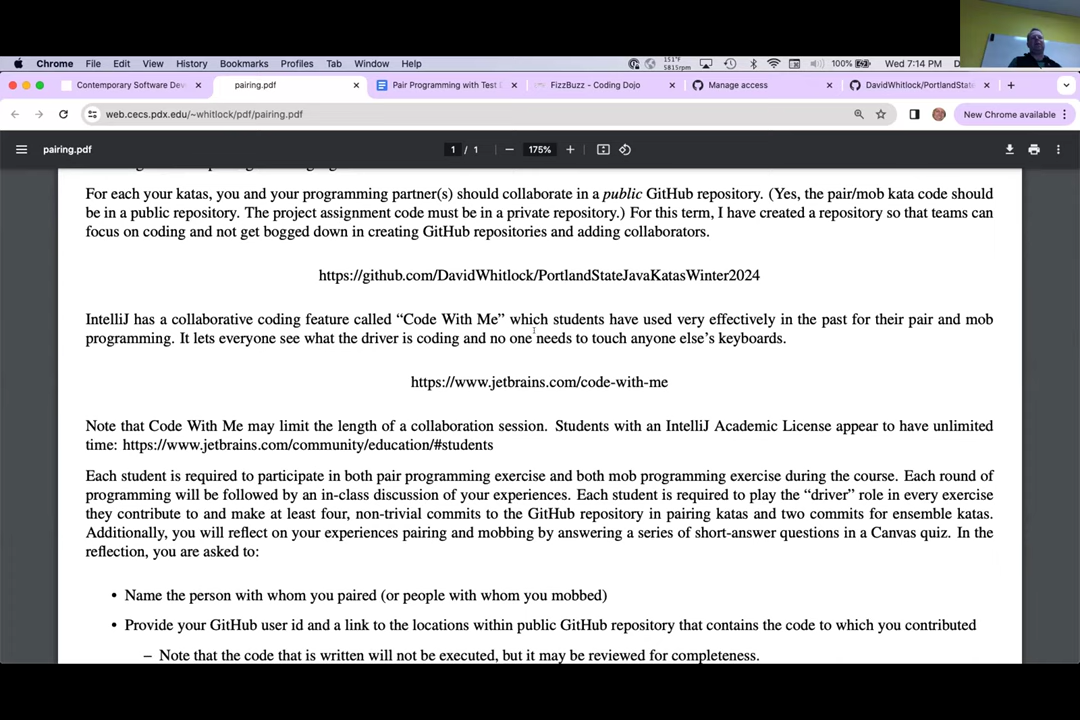 Chrome File Edit View History Bookmarks Profiles Tab Window Help 151°F 5815rpm 100% Wed 7:14 PM
Contemporary Software Dev pairing.pdf Pair Programming with Test FizzBuzz - Coding Dojo Manage access DavidWhitlock/PortlandState
web.cecs.pdx.edu/~whitlock/pdf/pairing.pdf New Chrome available
pairing.pdf 1 / 1 175%
For each your katas, you and your programming partner(s) should collaborate in a public GitHub repository. (Yes, the pair/mob kata code should
be in a public repository. The project assignment code must be in a private repository.) For this term, I have created a repository so that teams can
focus on coding and not get bogged down in creating GitHub repositories and adding collaborators.
https://github.com/DavidWhitlock/PortlandStateJavaKatasWinter2024
IntelliJ has a collaborative coding feature called “Code With Me” which students have used very effectively in the past for their pair and mob
programming. It lets everyone see what the driver is coding and no one needs to touch anyone else’s keyboards.
https://www.jetbrains.com/code-with-me
Note that Code With Me may limit the length of a collaboration session. Students with an IntelliJ Academic License appear to have unlimited
time: https://www.jetbrains.com/community/education/#students
Each student is required to participate in both pair programming exercise and both mob programming exercise during the course. Each round of
programming will be followed by an in-class discussion of your experiences. Each student is required to play the “driver” role in every exercise
they contribute to and make at least four, non-trivial commits to the GitHub repository in pairing katas and two commits for ensemble katas.
Additionally, you will reflect on your experiences pairing and mobbing by answering a series of short-answer questions in a Canvas quiz. In the
reflection, you are asked to:
• Name the person with whom you paired (or people with whom you mobbed)
• Provide your GitHub user id and a link to the locations within public GitHub repository that contains the code to which you contributed
– Note that the code that is written will not be executed, but it may be reviewed for completeness.